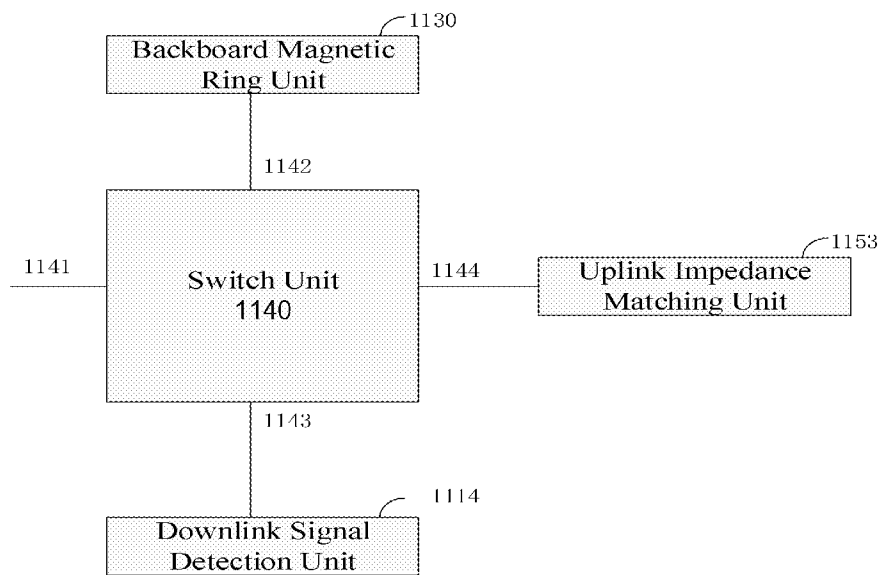 1130
Backboard Magnetic
Ring Unit
1142
1141
Switch Unit
1140
1144
1153
Uplink Impedance
Matching Unit
1143
1114
Downlink Signal
Detection Unit